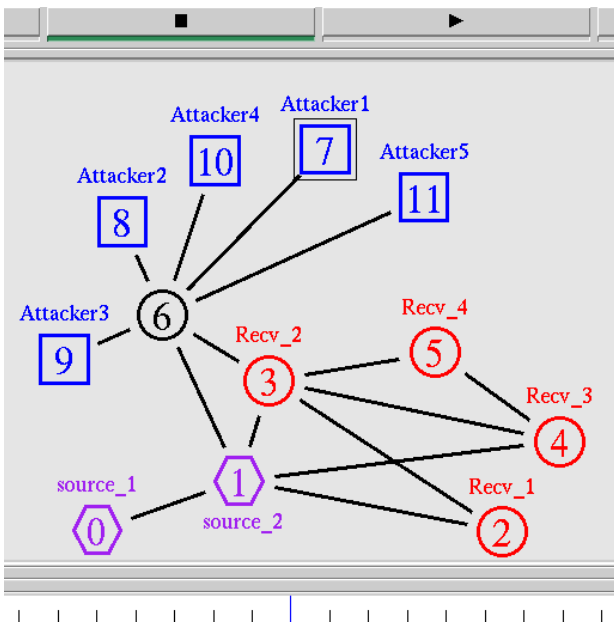 Attacker1
Attacker4
7
10
Attacker5
Attacker2
11
8
Attacker3
6
Recv_4
Recv_2
5
9
3
Recv_3
4
source_1
1
Recv_1
source_2
0
2